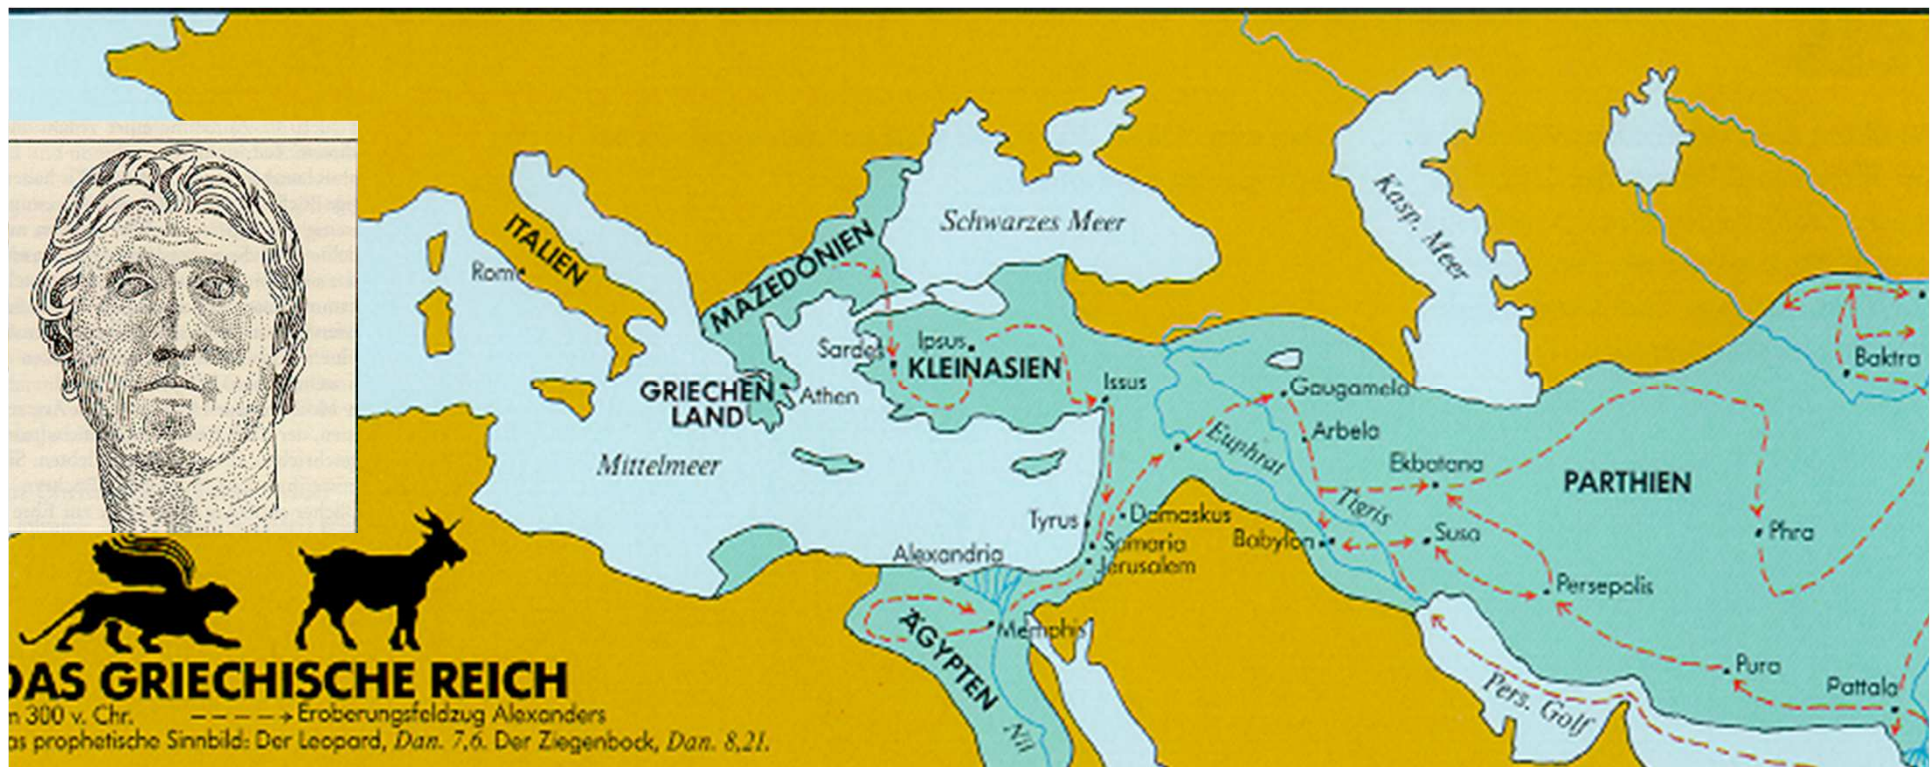 Schwarzes Meer
Kasp. Meer
ITALIEN
Rom
MAZEDONIEN
Sardes
Ipsus
KLEINASIEN
Issus
Gaugamela
Baktra
GRIECHEN
LAND
Athen
Arbela
Euphrat
Ekbatana
PARTHIEN
Mittelmeer
Tigris
Tyrus
Damaskus
Samaria
Jerusalem
Babylon
Susa
Phra
Alexandria
Persepolis
ÄGYPTEN
Memphis
Nil
Pers. Golf
Pura
Pattala
DAS GRIECHISCHE REICH
300 v. Chr. Eroberungsfeldzug Alexanders
as prophetische Sinnbild: Der Leopard, Dan. 7,6. Der Ziegenbock, Dan. 8,21.